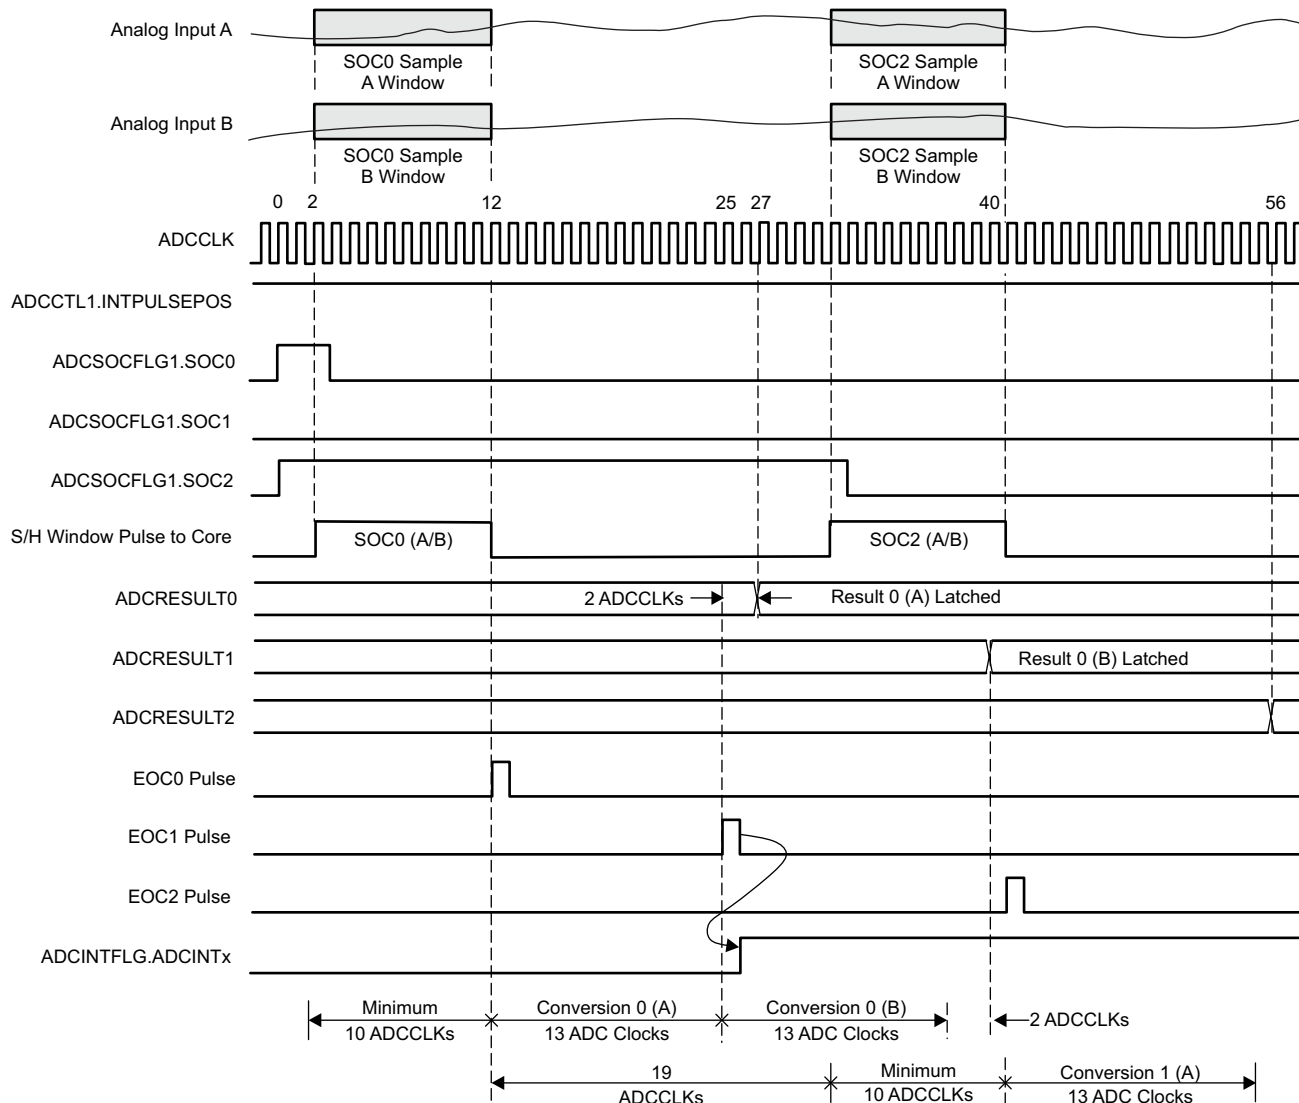 Analog Input A
SOC0 Sample
A Window
SOC2 Sample
A Window
Analog Input B
SOC0 Sample
B Window
SOC2 Sample
B Window
0 2 12 25 27 40 56
ADCCLK
ADCCTL1.INTPULSEPOS
ADCSOCFLG1.SOC0
ADCSOCFLG1.SOC1
ADCSOCFLG1.SOC2
S/H Window Pulse to Core
SOC0 (A/B)
SOC2 (A/B)
ADCRESULT0
2 ADCCLKs
Result 0 (A) Latched
ADCRESULT1
Result 0 (B) Latched
ADCRESULT2
EOC0 Pulse
EOC1 Pulse
EOC2 Pulse
ADCINTFLG.ADCINTx
Minimum
10 ADCCLKs
Conversion 0 (A)
13 ADC Clocks
Conversion 0 (B)
13 ADC Clocks
2 ADCCLKs
19
ADCCLKs
Minimum
10 ADCCLKs
Conversion 1 (A)
13 ADC Clocks